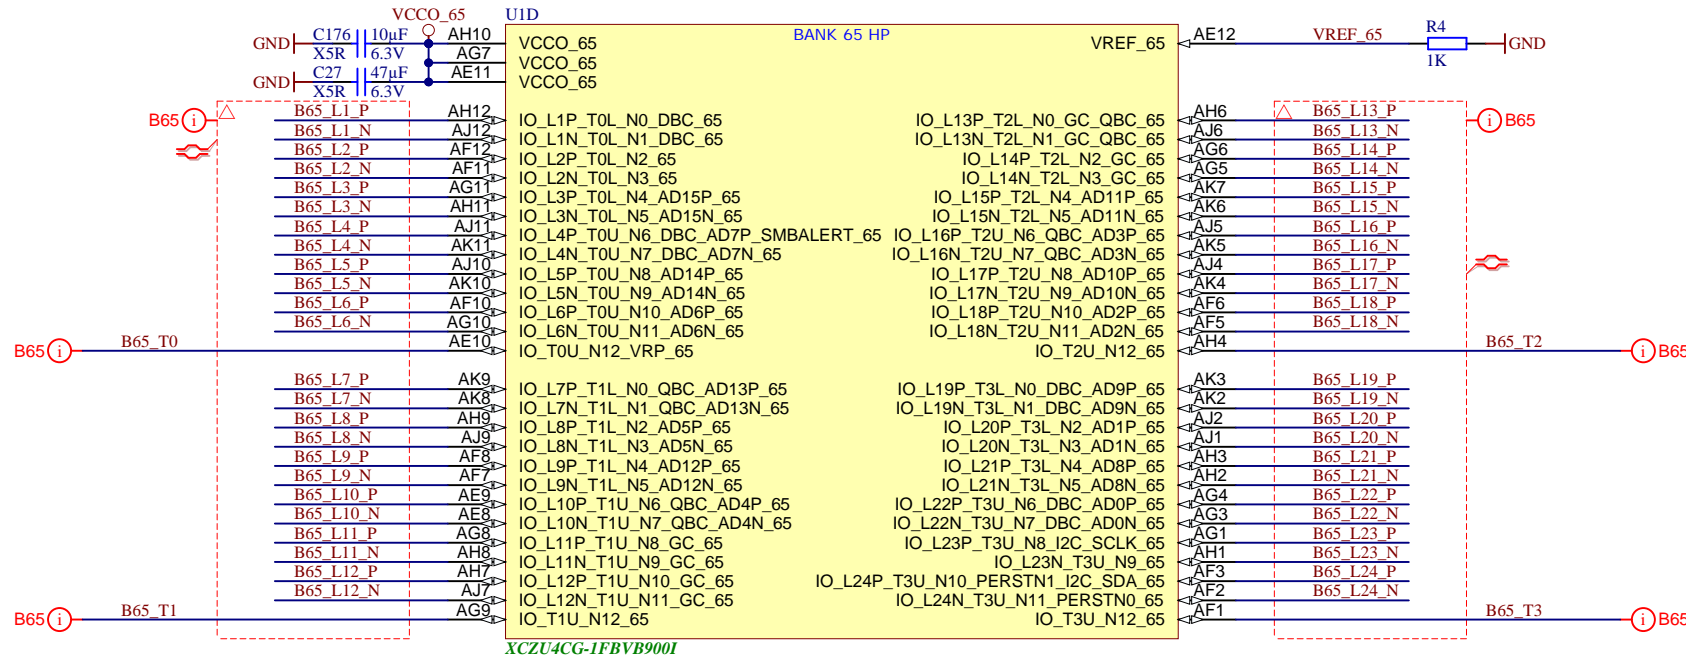 VCCO_65 U1D
GND C176 10µF AH10 VCCO_65 BANK 65 HP VREF_65 AE12 VREF_65 R4 GND
X5R 6.3V AG7 VCCO_65 1K
GND C27 47µF AE11 VCCO_65
X5R 6.3V
B65 i B65_L1_P AH12 IO_L1P_T0L_N0_DBC_65 IO_L13P_T2L_N0_GC_QBC_65 AH6 B65_L13_P i B65
B65_L1_N AJ12 IO_L1N_T0L_N1_DBC_65 IO_L13N_T2L_N1_GC_QBC_65 AJ6 B65_L13_N
B65_L2_P AF12 IO_L2P_T0L_N2_65 IO_L14P_T2L_N2_GC_65 AG6 B65_L14_P
B65_L2_N AF11 IO_L2N_T0L_N3_65 IO_L14N_T2L_N3_GC_65 AG5 B65_L14_N
B65_L3_P AG11 IO_L3P_T0L_N4_AD15P_65 IO_L15P_T2L_N4_AD11P_65 AK7 B65_L15_P
B65_L3_N AH11 IO_L3N_T0L_N5_AD15N_65 IO_L15N_T2L_N5_AD11N_65 AK6 B65_L15_N
B65_L4_P AJ11 IO_L4P_T0U_N6_DBC_AD7P_SMBALERT_65 IO_L16P_T2U_N6_QBC_AD3P_65 AJ5 B65_L16_P
B65_L4_N AK11 IO_L4N_T0U_N7_DBC_AD7N_65 IO_L16N_T2U_N7_QBC_AD3N_65 AK5 B65_L16_N
B65_L5_P AJ10 IO_L5P_T0U_N8_AD14P_65 IO_L17P_T2U_N8_AD10P_65 AJ4 B65_L17_P
B65_L5_N AK10 IO_L5N_T0U_N9_AD14N_65 IO_L17N_T2U_N9_AD10N_65 AK4 B65_L17_N
B65_L6_P AF10 IO_L6P_T0U_N10_AD6P_65 IO_L18P_T2U_N10_AD2P_65 AF6 B65_L18_P
B65_L6_N AG10 IO_L6N_T0U_N11_AD6N_65 IO_L18N_T2U_N11_AD2N_65 AF5 B65_L18_N
B65 i B65_T0 AE10 IO_T0U_N12_VRP_65 IO_T2U_N12_65 AH4 B65_T2 i B65
B65_L7_P AK9 IO_L7P_T1L_N0_QBC_AD13P_65 IO_L19P_T3L_N0_DBC_AD9P_65 AK3 B65_L19_P
B65_L7_N AK8 IO_L7N_T1L_N1_QBC_AD13N_65 IO_L19N_T3L_N1_DBC_AD9N_65 AK2 B65_L19_N
B65_L8_P AH9 IO_L8P_T1L_N2_AD5P_65 IO_L20P_T3L_N2_AD1P_65 AJ2 B65_L20_P
B65_L8_N AJ9 IO_L8N_T1L_N3_AD5N_65 IO_L20N_T3L_N3_AD1N_65 AJ1 B65_L20_N
B65_L9_P AF8 IO_L9P_T1L_N4_AD12P_65 IO_L21P_T3L_N4_AD8P_65 AH3 B65_L21_P
B65_L9_N AF7 IO_L9N_T1L_N5_AD12N_65 IO_L21N_T3L_N5_AD8N_65 AH2 B65_L21_N
B65_L10_P AE9 IO_L10P_T1U_N6_QBC_AD4P_65 IO_L22P_T3U_N6_DBC_AD0P_65 AG4 B65_L22_P
B65_L10_N AE8 IO_L10N_T1U_N7_QBC_AD4N_65 IO_L22N_T3U_N7_DBC_AD0N_65 AG3 B65_L22_N
B65_L11_P AG8 IO_L11P_T1U_N8_GC_65 IO_L23P_T3U_N8_I2C_SCLK_65 AG1 B65_L23_P
B65_L11_N AH8 IO_L11N_T1U_N9_GC_65 IO_L23N_T3U_N9_65 AH1 B65_L23_N
B65_L12_P AH7 IO_L12P_T1U_N10_GC_65 IO_L24P_T3U_N10_PERSTN1_I2C_SDA_65 AF3 B65_L24_P
B65_L12_N AJ7 IO_L12N_T1U_N11_GC_65 IO_L24N_T3U_N11_PERSTN0_65 AF2 B65_L24_N
B65 i B65_T1 AG9 IO_T1U_N12_65 IO_T3U_N12_65 AF1 B65_T3 i B65
XCZU4CG-1FBVB900I